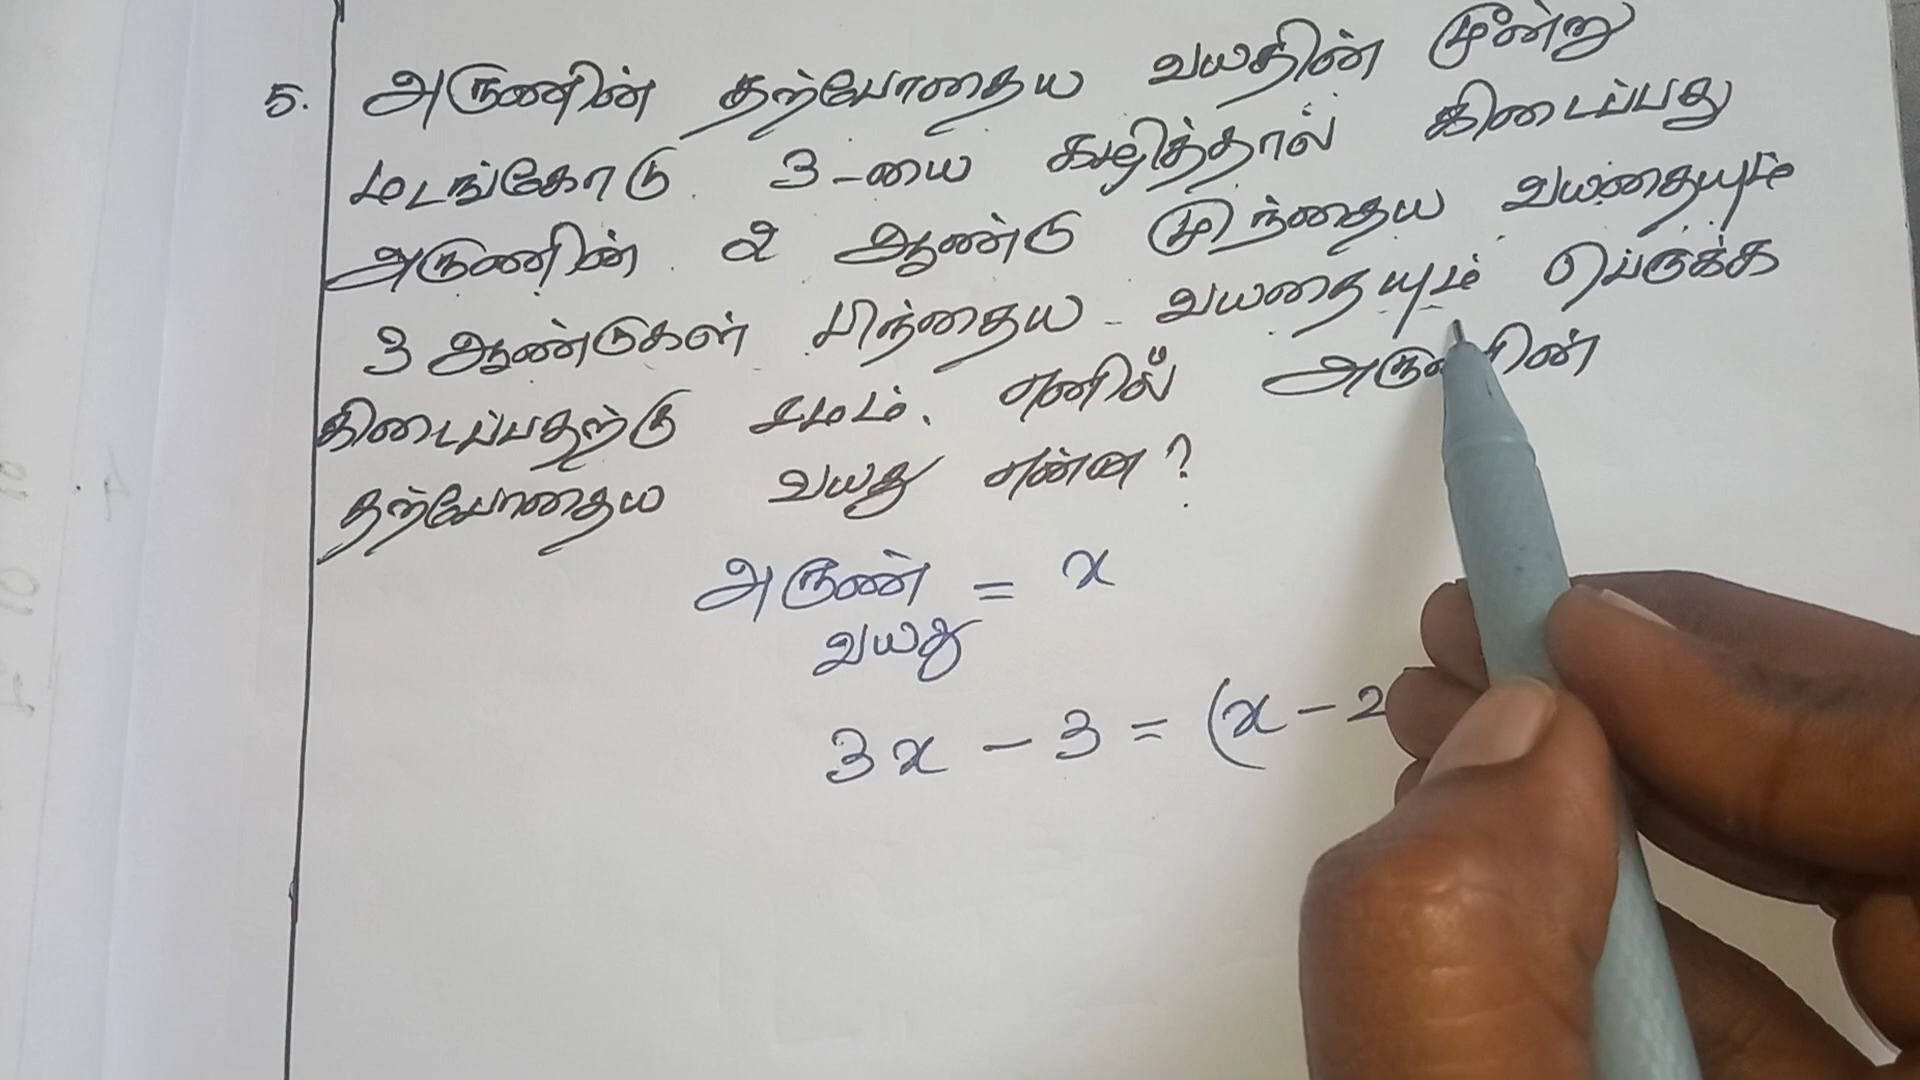 5. அருணின் தற்போதைய வயதின் மூன்று
மடங்கோடு 3-யை கழித்தால் கிடைப்பது
அருணின் 2 ஆண்டு முந்தைய வயதையும்
3 ஆண்டுகள் பிந்தைய வயதையும் பெருக்க
கிடைப்பதற்கு சமம். எனில்
தற்போதைய வயது என்ன?
அருண் = x
வயது
3x - 3 = (x - 2